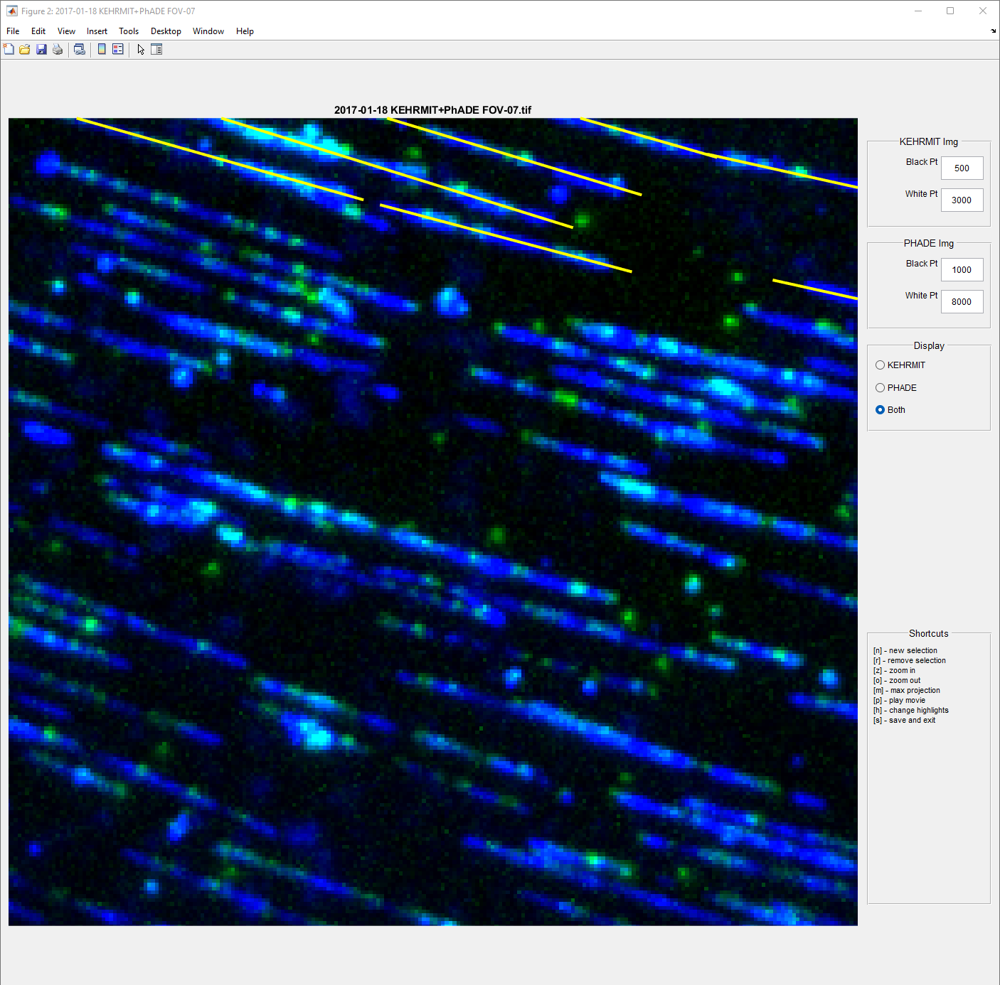 Figure 2: 2017-01-18 KEHRMIT+PhADE FOV-07
File Edit View Insert Tools Desktop Window Help
2017-01-18 KEHRMIT+PhADE FOV-07.tif
KEHRMIT Img
Black Pt 500
White Pt 3000
PHADE Img
Black Pt 1000
White Pt 8000
Display
KEHRMIT
PHADE
Both
Shortcuts
[n] - new selection
[r] - remove selection
[z] - zoom in
[o] - zoom out
[m] - max projection
[p] - play movie
[h] - change highlights
[s] - save and exit